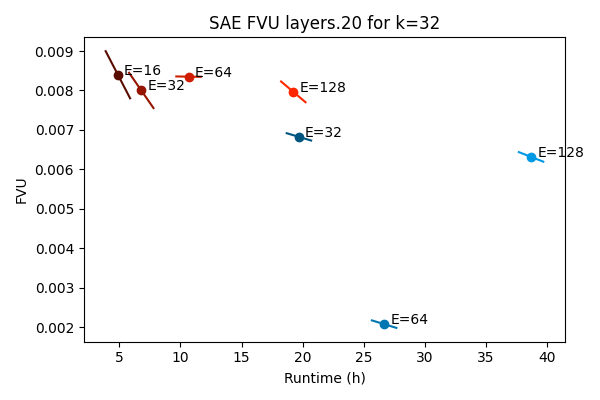 SAE FVU layers.20 for k=32
FVU
0.009
0.008
0.007
0.006
0.005
0.004
0.003
0.002
E=16
E=32
E=64
E=128
E=32
E=128
E=64
5 10 15 20 25 30 35 40
Runtime (h)